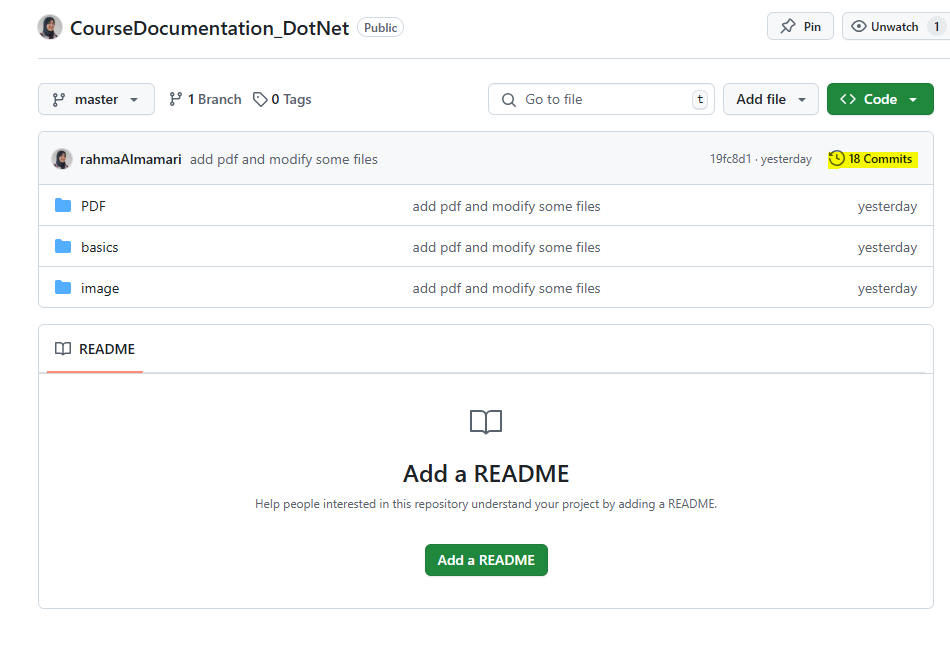 CourseDocumentation_DotNet Public Pin Unwatch 1
master 1 Branch 0 Tags Go to file t Add file Code
rahmaAlmamari add pdf and modify some files 19fc8d1 · yesterday 18 Commits
PDF add pdf and modify some files yesterday
basics add pdf and modify some files yesterday
image add pdf and modify some files yesterday
README
Add a README
Help people interested in this repository understand your project by adding a README.
Add a README